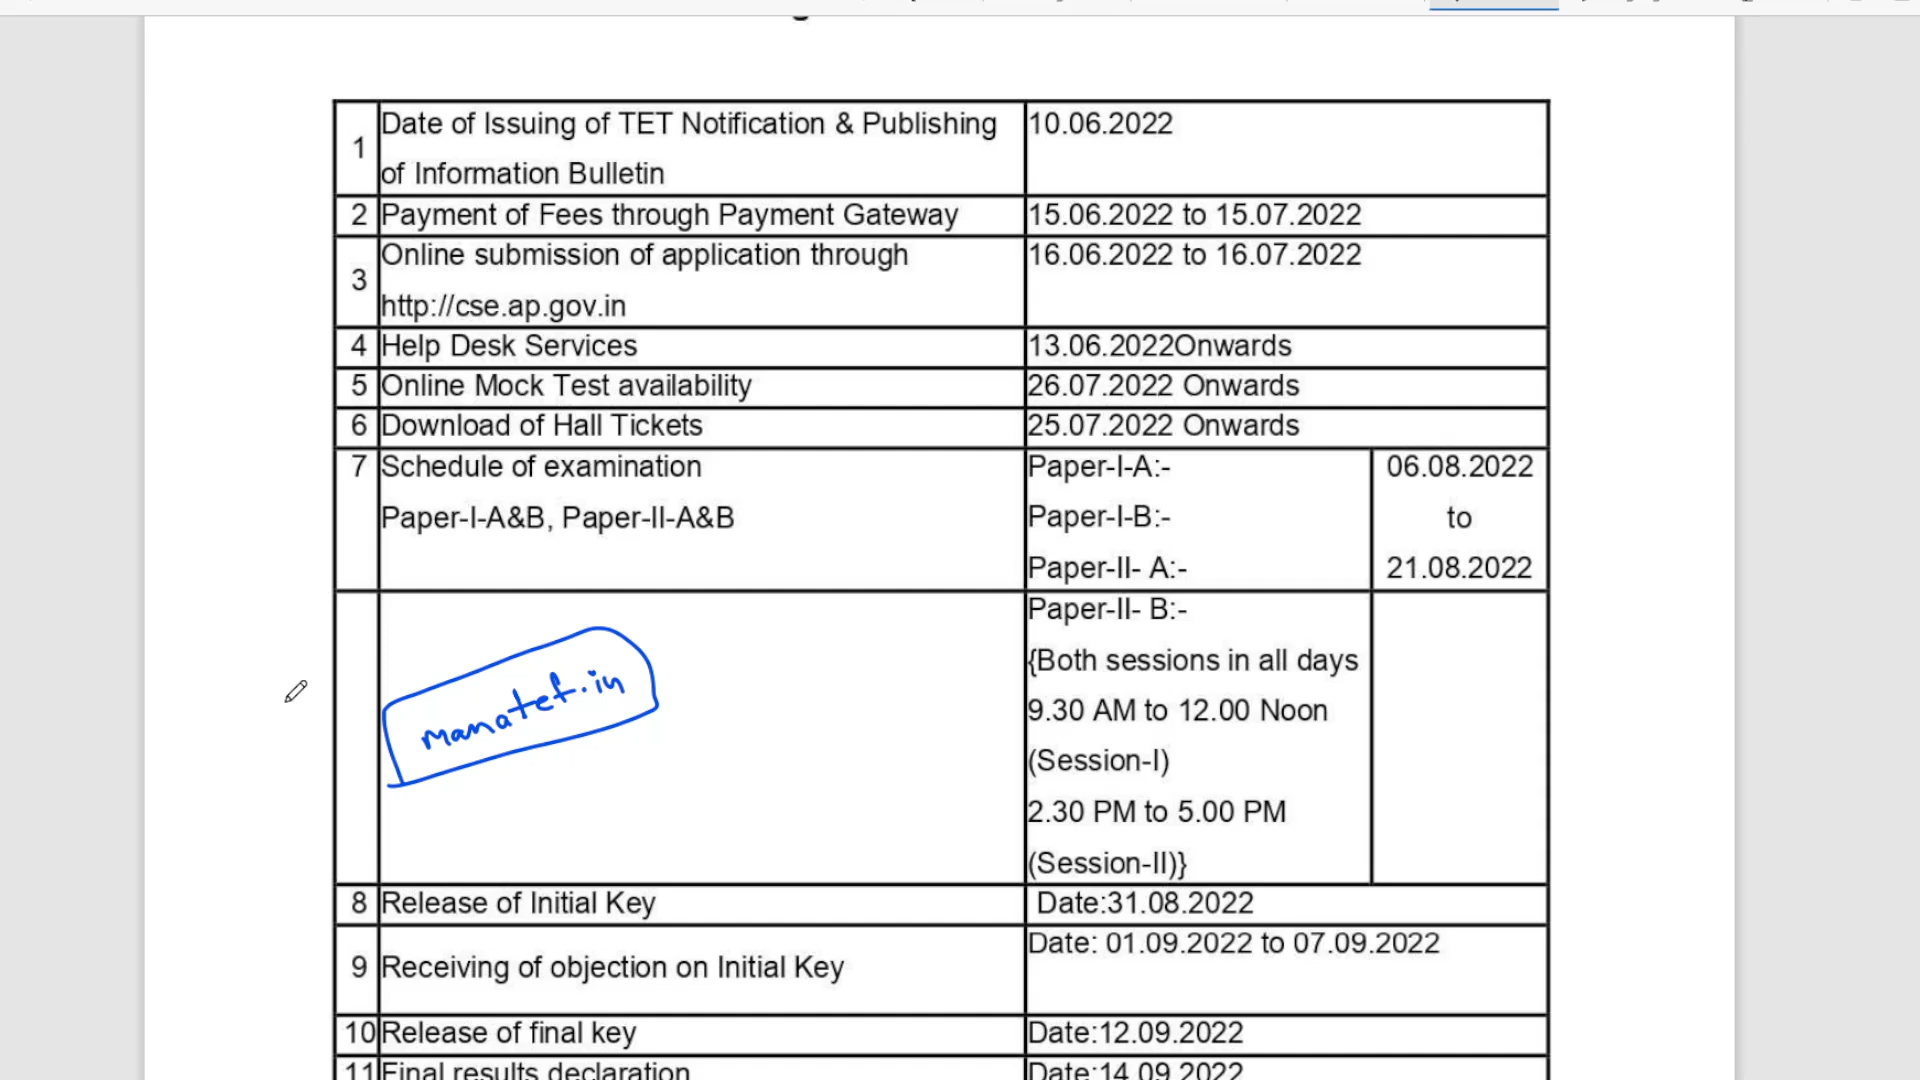 1 Date of Issuing of TET Notification & Publishing 10.06.2022
of Information Bulletin
2 Payment of Fees through Payment Gateway 15.06.2022 to 15.07.2022
3 Online submission of application through 16.06.2022 to 16.07.2022
http://cse.ap.gov.in
4 Help Desk Services 13.06.2022Onwards
5 Online Mock Test availability 26.07.2022 Onwards
6 Download of Hall Tickets 25.07.2022 Onwards
7 Schedule of examination Paper-I-A:- 06.08.2022
Paper-I-A&B, Paper-II-A&B Paper-I-B:- to
Paper-II- A:- 21.08.2022
Paper-II- B:-
{Both sessions in all days
manatet.in 9.30 AM to 12.00 Noon
(Session-I)
2.30 PM to 5.00 PM
(Session-II)}
8 Release of Initial Key Date:31.08.2022
9 Receiving of objection on Initial Key Date: 01.09.2022 to 07.09.2022
10 Release of final key Date:12.09.2022
11 Final results declaration Date:14.09.2022